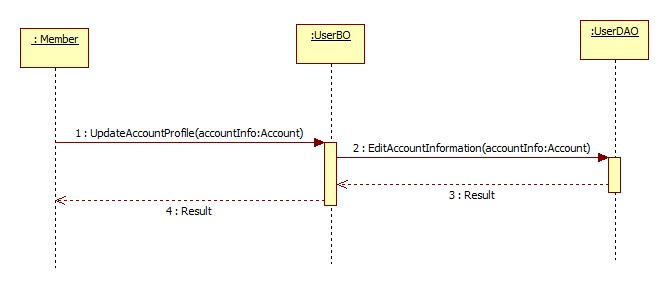 : Member
:UserBO
:UserDAO
1 : UpdateAccountProfile(accountInfo:Account)
2 : EditAccountInformation(accountInfo:Account)
3 : Result
4 : Result